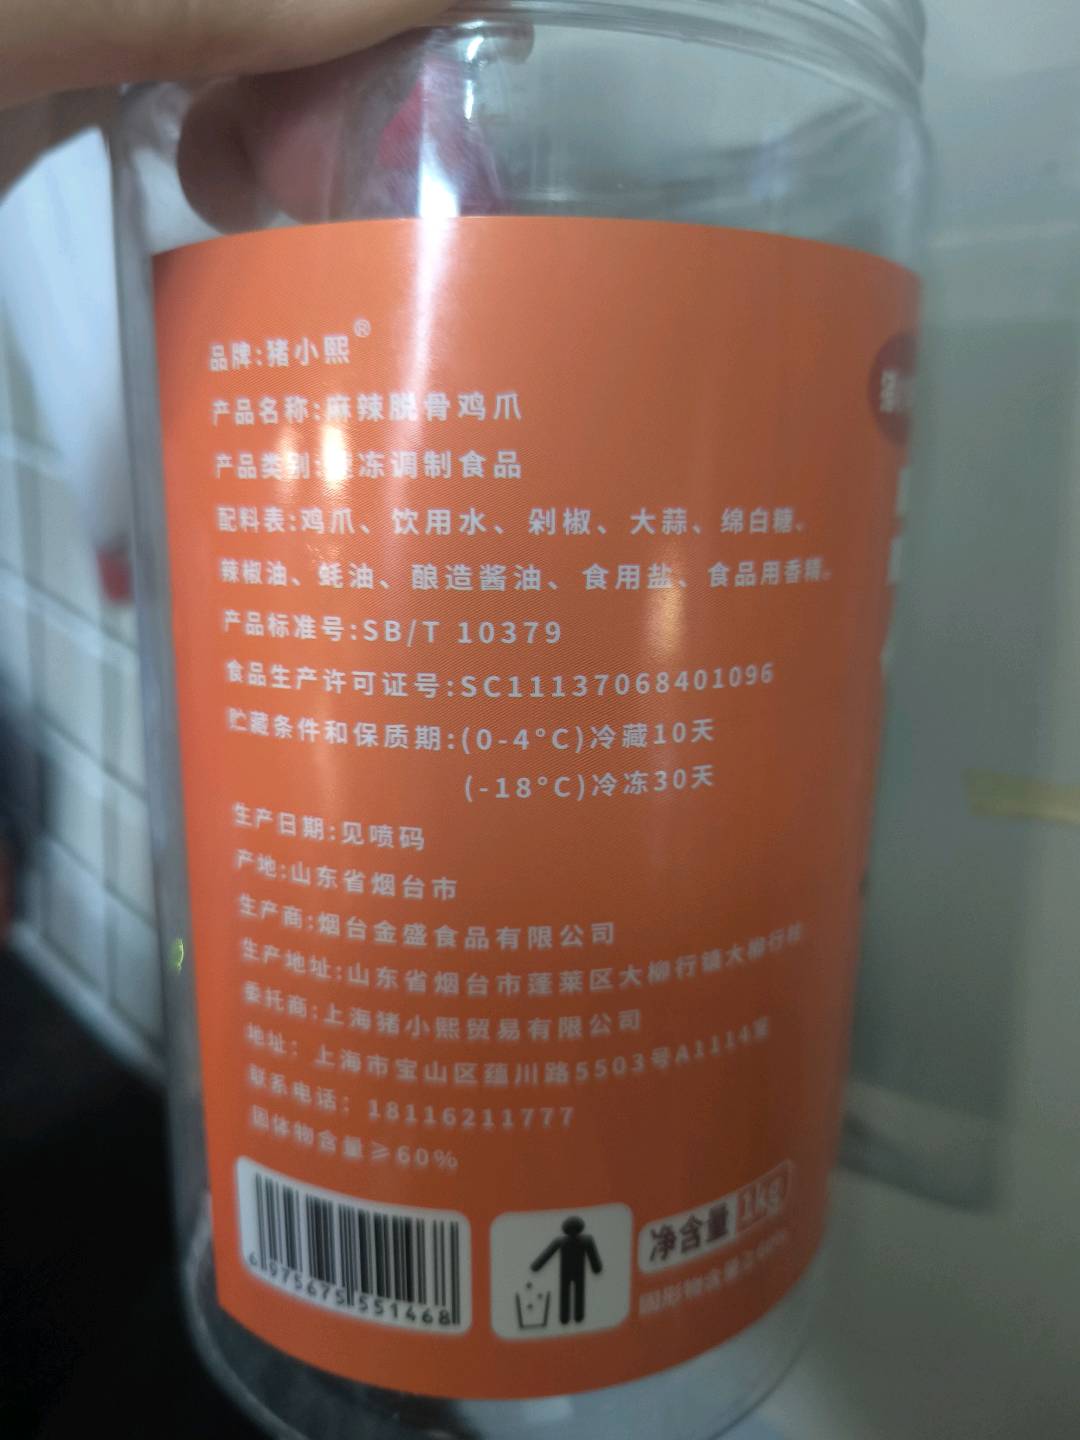 品牌:猪小熙®
产品名称:麻辣脱骨鸡爪
产品类别:冻调制食品
配料表:鸡爪、饮用水、剁椒、大蒜、绵白糖、
辣椒油、蚝油、酿造酱油、食用盐、食品用香精。
产品标准号:SB/T 10379
食品生产许可证号:SC11137068401096
贮藏条件和保质期:(0-4°C)冷藏10天
(-18°C)冷冻30天
生产日期:见喷码
产地:山东省烟台市
生产商:烟台金盛食品有限公司
生产地址:山东省烟台市蓬莱区大柳行镇大柳行村
委托商:上海猪小熙贸易有限公司
地址: 上海市宝山区蕴川路5503号A1114室
联系电话: 18116211777
固体物含量≥60%
6 975675 551468
净含量 1kg
固形物含量≥60%